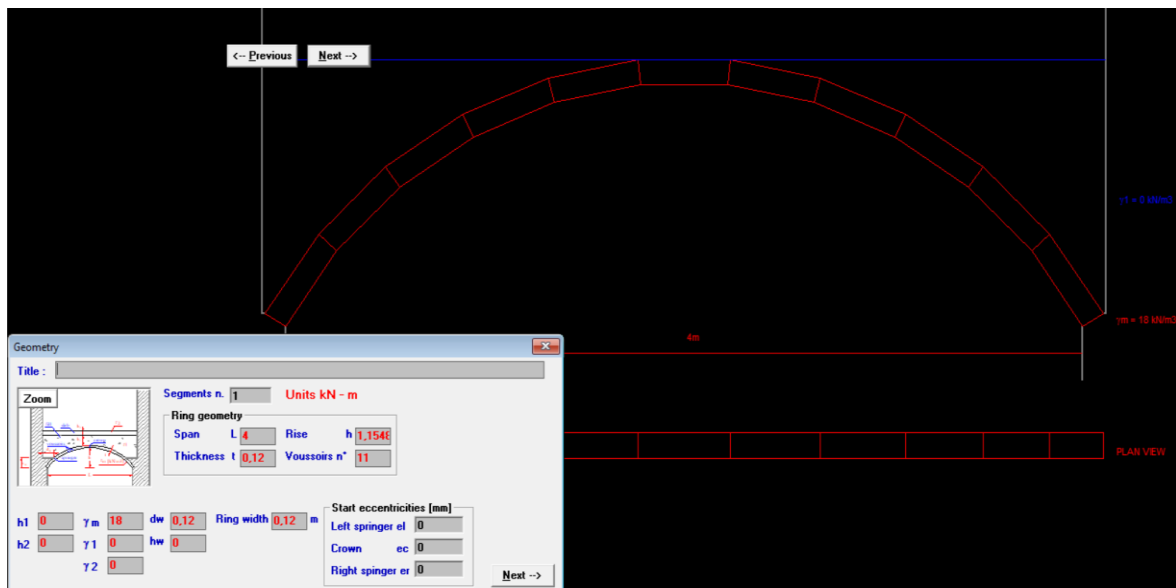 <-- Previous
Next -->
γ1 = 0 kN/m3
γm = 18 kN/m3
4m
PLAN VIEW
Geometry
Title :
Zoom
Segments n. 1 Units kN - m
Ring geometry
Span L 4 Rise h 1,1548
Thickness t 0,12 Voussoirs n° 11
h1 0 γ m 18 dw 0,12 Ring width 0,12 m
h2 0 γ 1 0 hw 0
γ 2 0
Start eccentricities [mm]
Left springer el 0
Crown ec 0
Right spinger er 0
Next -->